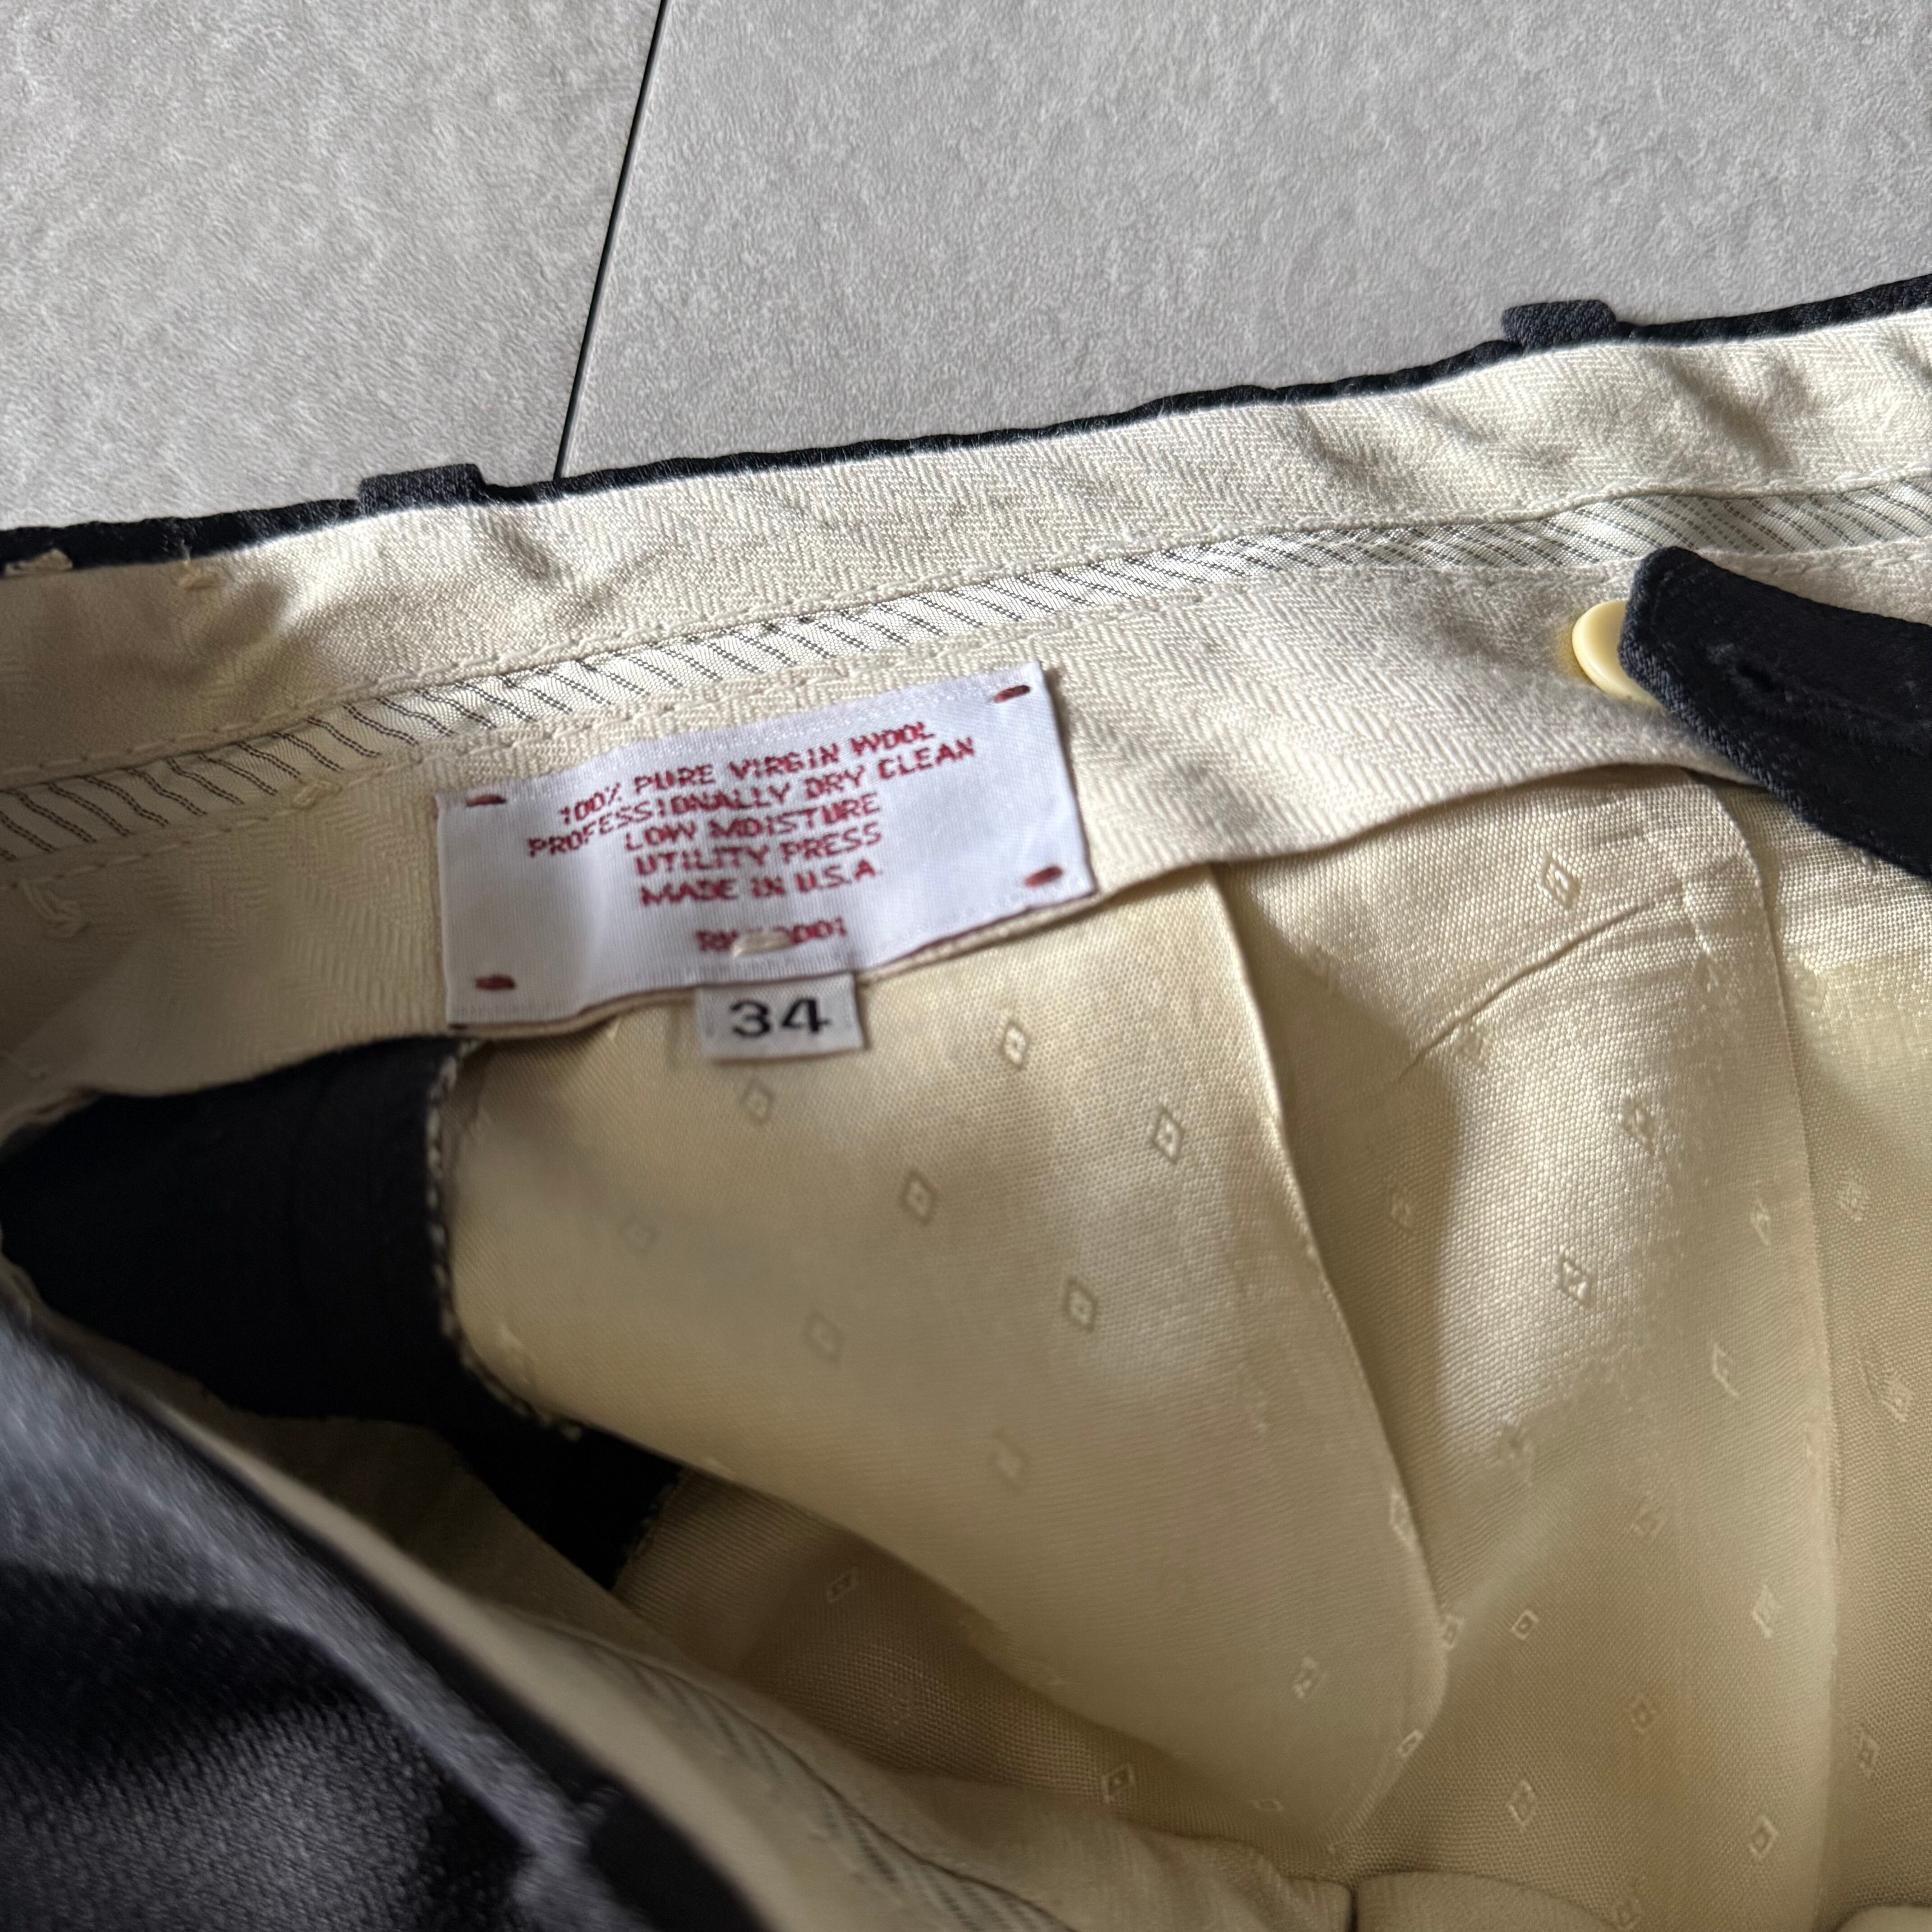 100% PURE VIRGIN WOOL
PROFESSIONALLY DRY CLEAN
LOW MOISTURE
UTILITY PRESS
MADE IN U.S.A.
34